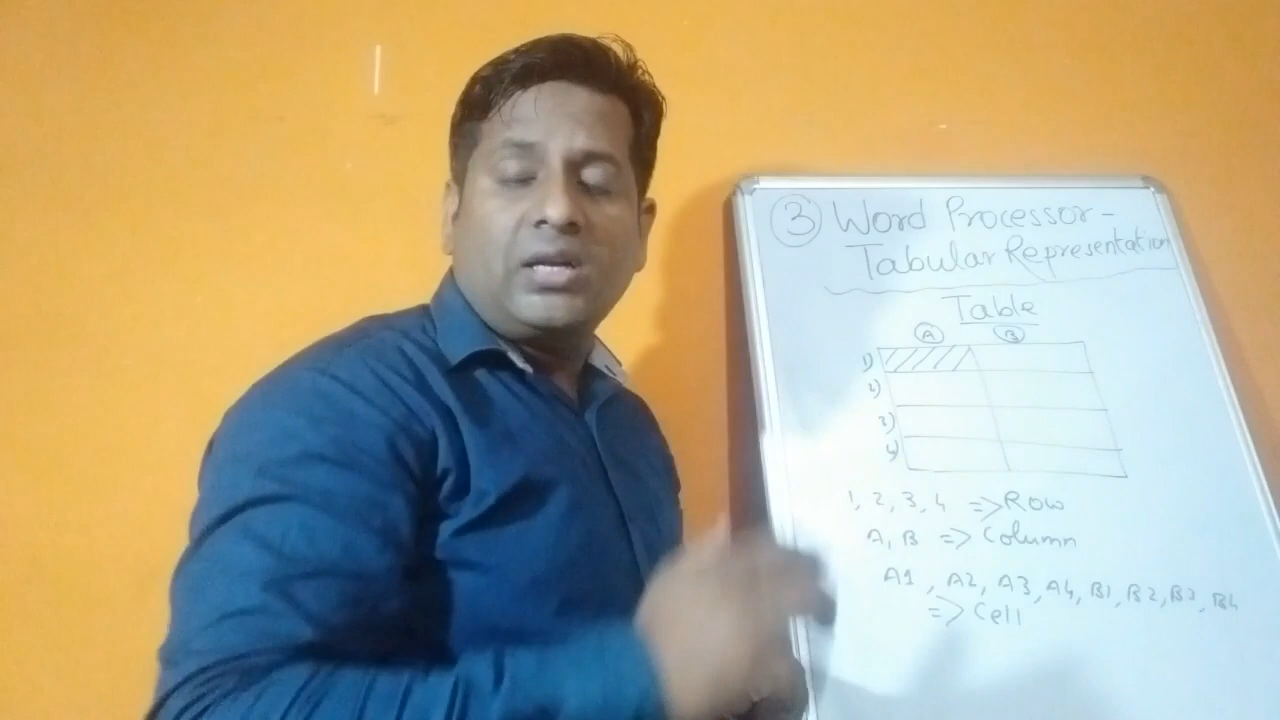 3 Word Processor -
Tabular Representation
Table
A B
1)
2)
3)
4)
1, 2, 3, 4 => Row
A, B => Column
A1, A2, A3, A4, B1, B2, B3, B4
=> Cell